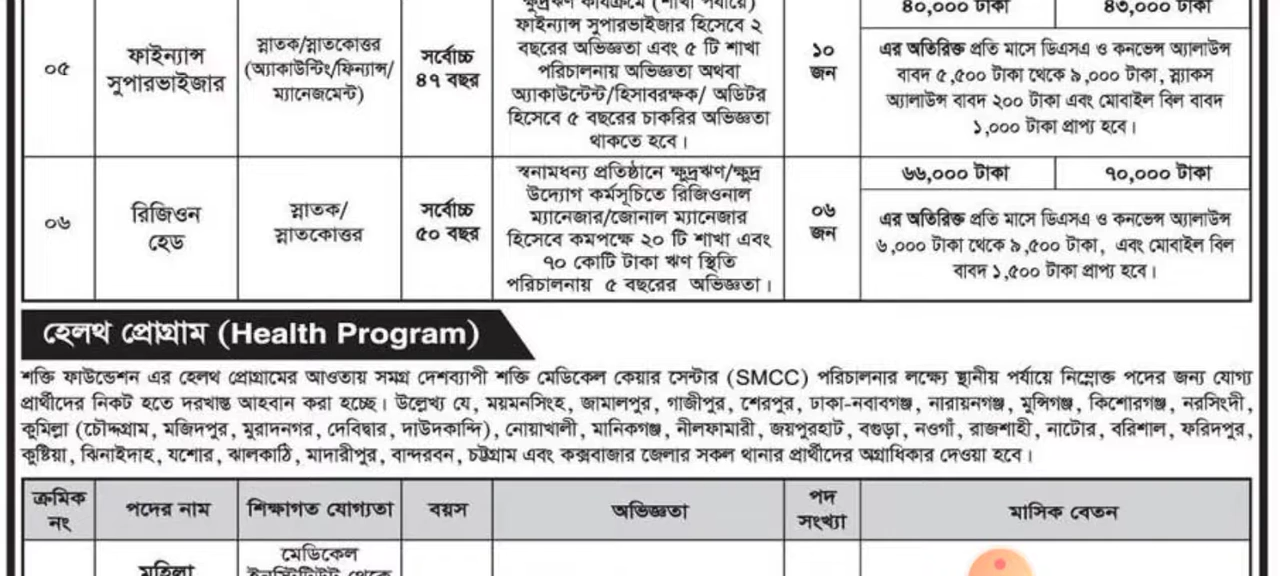 ক্ষুদ্রঋণ কার্যক্রমে (শাখা পর্যায়ে)
ফাইন্যান্স সুপারভাইজার হিসেবে ২
বছরের অভিজ্ঞতা এবং ৫ টি শাখা
পরিচালনায় অভিজ্ঞতা অথবা
অ্যাকাউন্টেন্ট/হিসাবরক্ষক/ অডিটর
হিসেবে ৫ বছরের চাকরির অভিজ্ঞতা
থাকতে হবে।
৪০,০০০ টাকা
৪৩,০০০ টাকা
০৫
ফাইন্যান্স
সুপারভাইজার
স্নাতক/স্নাতকোত্তর
(অ্যাকাউন্টিং/ফিন্যান্স/
ম্যানেজমেন্ট)
সর্বোচ্চ
৪৭ বছর
১০
জন
এর অতিরিক্ত প্রতি মাসে ডিএসএ ও কনভেন্স অ্যালাউন্স
বাবদ ৫,৫০০ টাকা থেকে ৯,০০০ টাকা, স্ন্যাকস
অ্যালাউন্স বাবদ ২০০ টাকা এবং মোবাইল বিল বাবদ
১,০০০ টাকা প্রাপ্য হবে।
০৬
রিজিওন
হেড
স্নাতক/
স্নাতকোত্তর
সর্বোচ্চ
৫০ বছর
স্বনামধন্য প্রতিষ্ঠানে ক্ষুদ্রঋণ/ক্ষুদ্র
উদ্যোগ কর্মসূচিতে রিজিওনাল
ম্যানেজার/জোনাল ম্যানেজার
হিসেবে কমপক্ষে ২০ টি শাখা এবং
৭০ কোটি টাকা ঋণ স্থিতি
পরিচালনায় ৫ বছরের অভিজ্ঞতা।
০৬
জন
৬৬,০০০ টাকা
৭০,০০০ টাকা
এর অতিরিক্ত প্রতি মাসে ডিএসএ ও কনভেন্স অ্যালাউন্স
৬,০০০ টাকা থেকে ৯,৫০০ টাকা, এবং মোবাইল বিল
বাবদ ১,৫০০ টাকা প্রাপ্য হবে।
হেলথ প্রোগ্রাম (Health Program)
শক্তি ফাউন্ডেশন এর হেলথ প্রোগ্রামের আওতায় সমগ্র দেশব্যাপী শক্তি মেডিকেল কেয়ার সেন্টার (SMCC) পরিচালনার লক্ষ্যে স্থানীয় পর্যায়ে নিম্নোক্ত পদের জন্য যোগ্য
প্রার্থীদের নিকট হতে দরখাস্ত আহবান করা হচ্ছে। উল্লেখ্য যে, ময়মনসিংহ, জামালপুর, গাজীপুর, শেরপুর, ঢাকা-নবাবগঞ্জ, নারায়নগঞ্জ, মুন্সিগঞ্জ, কিশোরগঞ্জ, নরসিংদী,
কুমিল্লা (চৌদ্দগ্রাম, মজিদপুর, মুরাদনগর, দেবিদ্বার, দাউদকান্দি), নোয়াখালী, মানিকগঞ্জ, নীলফামারী, জয়পুরহাট, বগুড়া, নওগাঁ, রাজশাহী, নাটোর, বরিশাল, ফরিদপুর,
কুষ্টিয়া, ঝিনাইদাহ, যশোর, ঝালকাঠি, মাদারীপুর, বান্দরবন, চট্টগ্রাম এবং কক্সবাজার জেলার সকল থানার প্রার্থীদের অগ্রাধিকার দেওয়া হবে।
ক্রমিক
নং
পদের নাম
শিক্ষাগত যোগ্যতা
বয়স
অভিজ্ঞতা
পদ
সংখ্যা
মাসিক বেতন
মহিলা
মেডিকেল
ইনস্টিটিউট থেকে